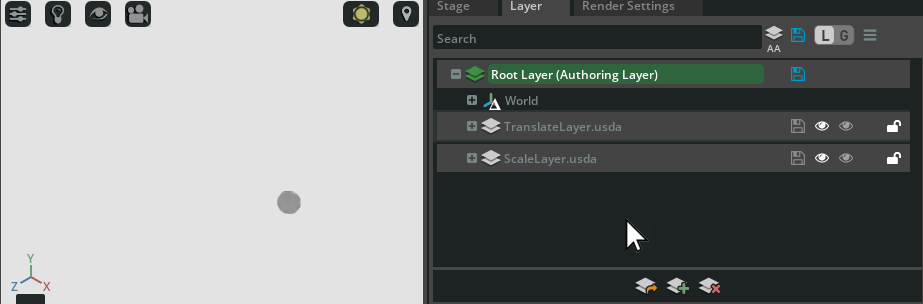 Stage Layer Render Settings
Search
AA
L G
Root Layer (Authoring Layer)
World
TranslateLayer.usda
ScaleLayer.usda
Y
Z X